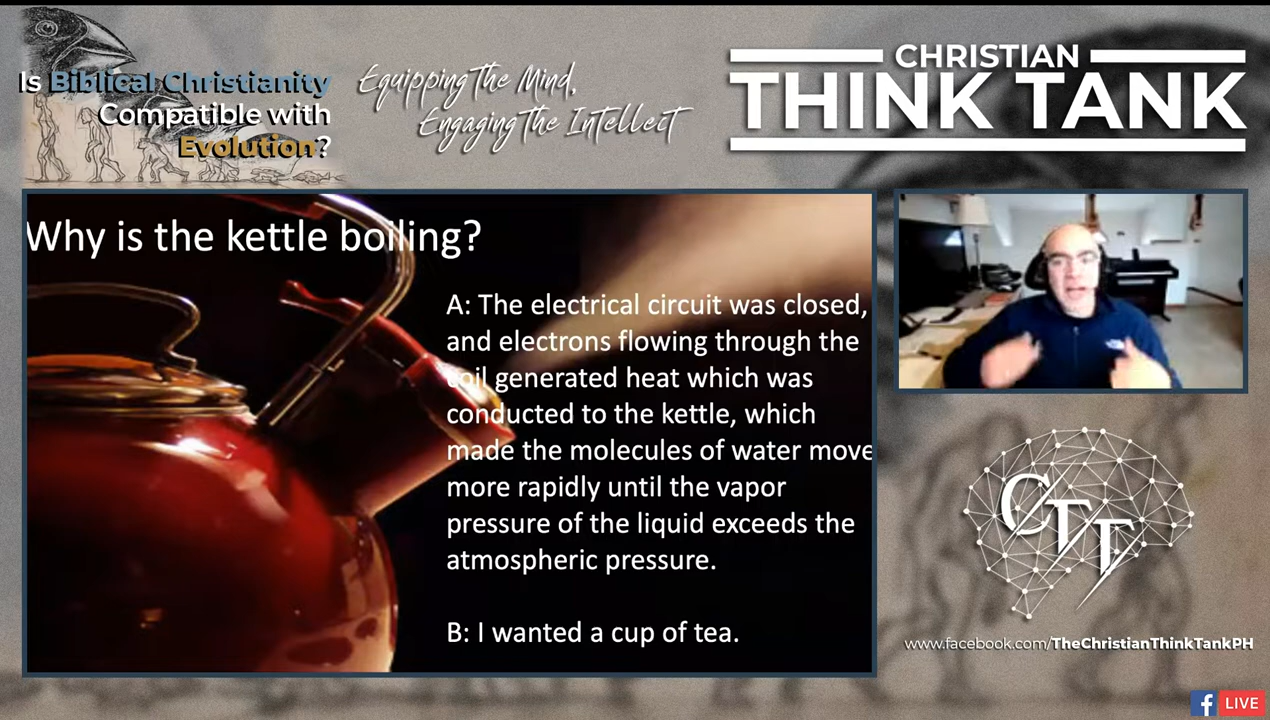 Is Biblical Christianity
Compatible with
Evolution?
Equipping The Mind,
Engaging The Intellect
CHRISTIAN
THINK TANK
Why is the kettle boiling?
A: The electrical circuit was closed,
and electrons flowing through the
coil generated heat which was
conducted to the kettle, which
made the molecules of water move
more rapidly until the vapor
pressure of the liquid exceeds the
atmospheric pressure.
B: I wanted a cup of tea.
CTT
www.facebook.com/TheChristianThinkTankPH
f LIVE